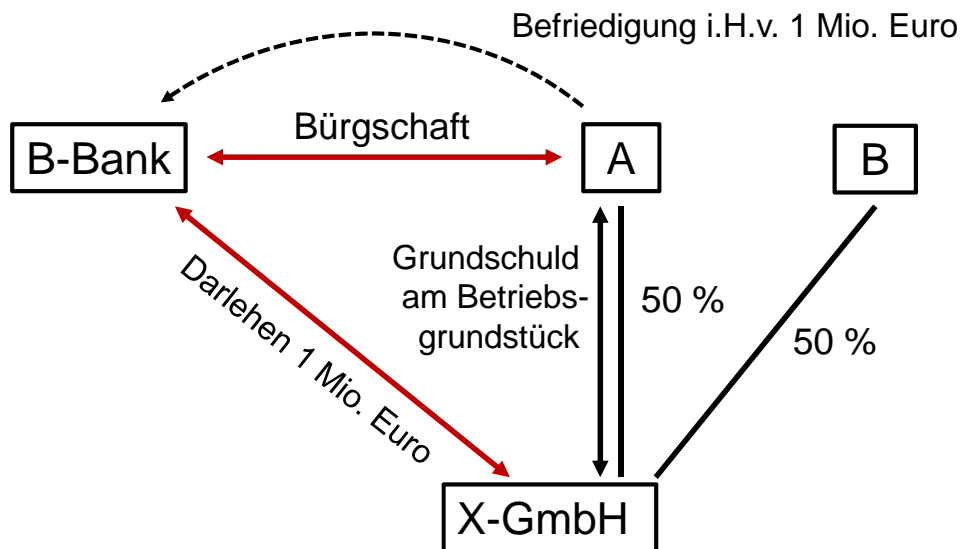 Befriedigung i.H.v. 1 Mio. Euro
Bürgschaft
B-Bank
A
B
Grundschuld
am Betriebs-
grundstück
50 %
50 %
Darlehen 1 Mio. Euro
X-GmbH